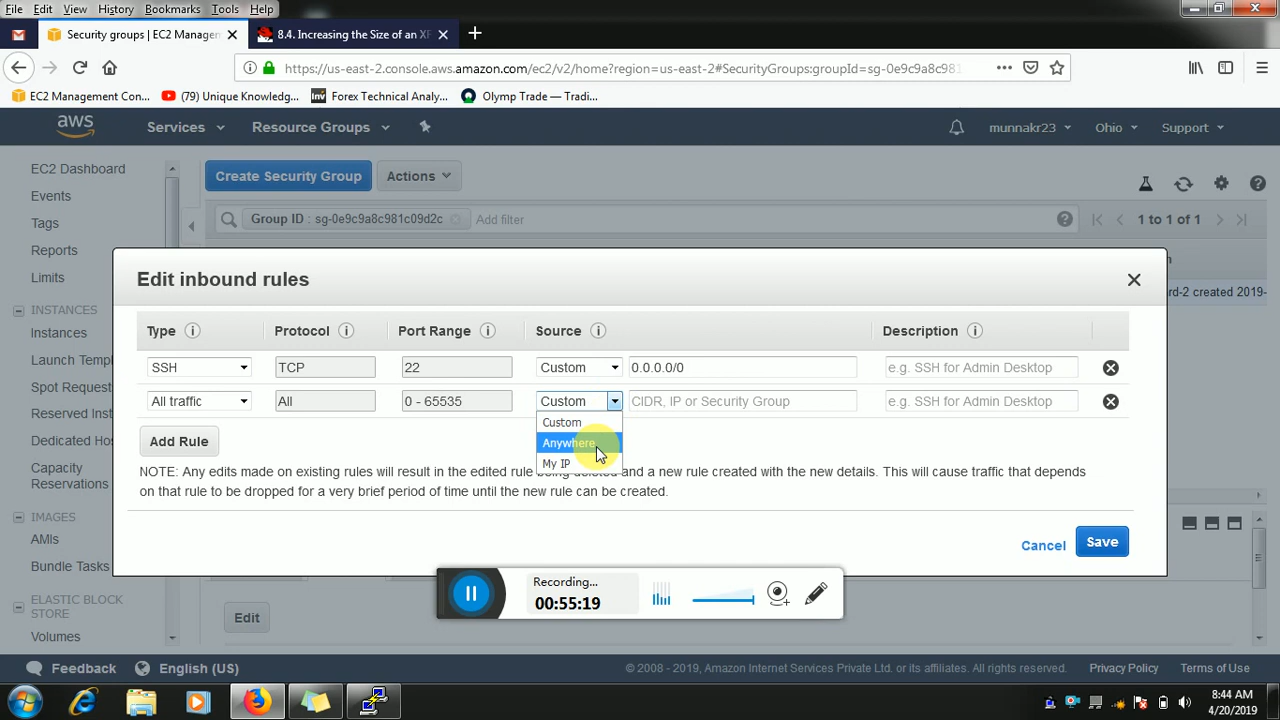 File Edit View History Bookmarks Tools Help
Security groups | EC2 Managen
8.4. Increasing the Size of an XF
https://us-east-2.console.aws.amazon.com/ec2/v2/home?region=us-east-2#SecurityGroups:groupId=sg-0e9c9a8c981
EC2 Management Con... (79) Unique Knowledg... Forex Technical Analy... Olymp Trade — Tradi...
aws Services Resource Groups munnakr23 Ohio Support
EC2 Dashboard
Events
Tags
Reports
Limits
INSTANCES
Instances
Launch Templ
Spot Request
Reserved Inst
Dedicated Ho
Capacity
Reservations
IMAGES
AMIs
Bundle Tasks
ELASTIC BLOCK
STORE
Volumes
Create Security Group Actions
Group ID : sg-0e9c9a8c981c09d2c Add filter 1 to 1 of 1
rd-2 created 2019-
Edit inbound rules
Type Protocol Port Range Source Description
SSH TCP 22 Custom 0.0.0.0/0 e.g. SSH for Admin Desktop
All traffic All 0 - 65535 Custom CIDR, IP or Security Group e.g. SSH for Admin Desktop
Custom
Anywhere
My IP
Add Rule
NOTE: Any edits made on existing rules will result in the edited rule being deleted and a new rule created with the new details. This will cause traffic that depends
on that rule to be dropped for a very brief period of time until the new rule can be created.
Cancel Save
Recording...
00:55:19
Edit
Feedback English (US) © 2008 - 2019, Amazon Internet Services Private Ltd. or its affiliates. All rights reserved. Privacy Policy Terms of Use
8:44 AM
4/20/2019